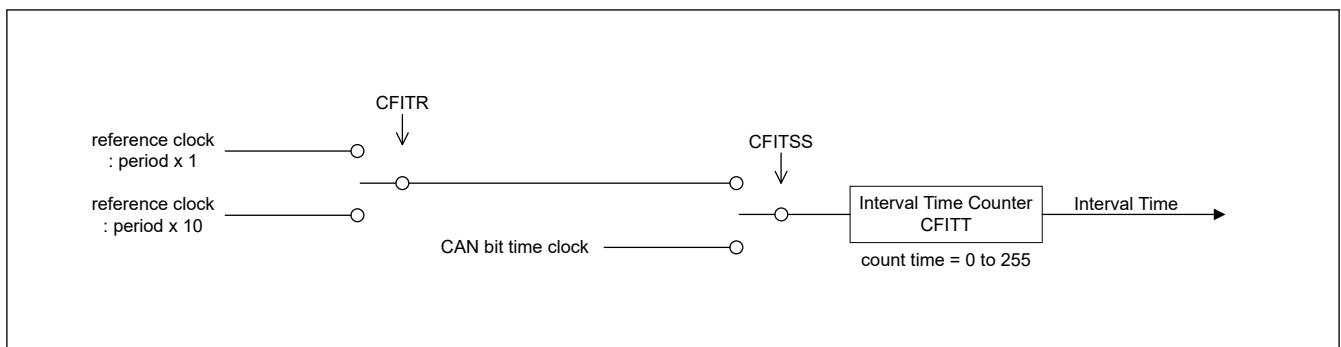 CFITR
reference clock
: period x 1
CFITSS
reference clock
: period x 10
Interval Time Counter
CFITT
Interval Time
CAN bit time clock
count time = 0 to 255